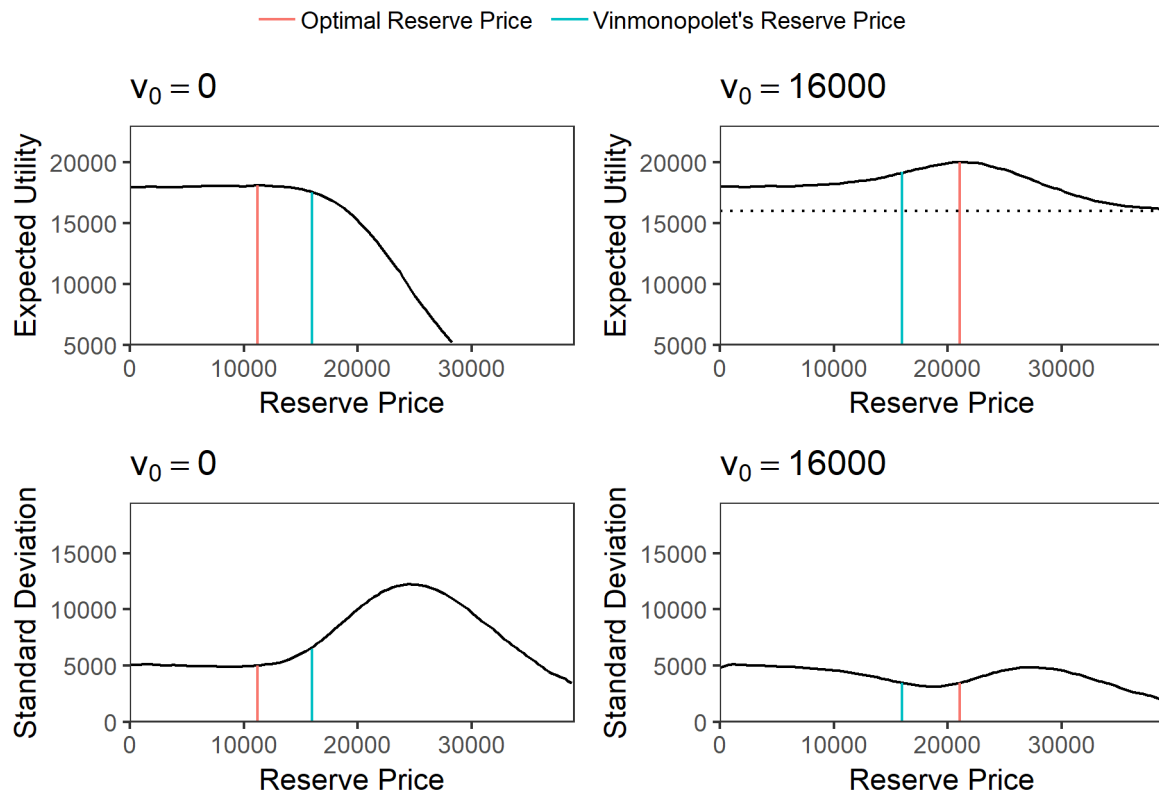 Optimal Reserve Price Vinmonopolet's Reserve Price
v₀ = 0
Expected Utility
20000
15000
10000
5000
0 10000 20000 30000
Reserve Price
v₀ = 16000
Expected Utility
20000
15000
10000
5000
0 10000 20000 30000
Reserve Price
v₀ = 0
Standard Deviation
15000
10000
5000
0
0 10000 20000 30000
Reserve Price
v₀ = 16000
Standard Deviation
15000
10000
5000
0
0 10000 20000 30000
Reserve Price